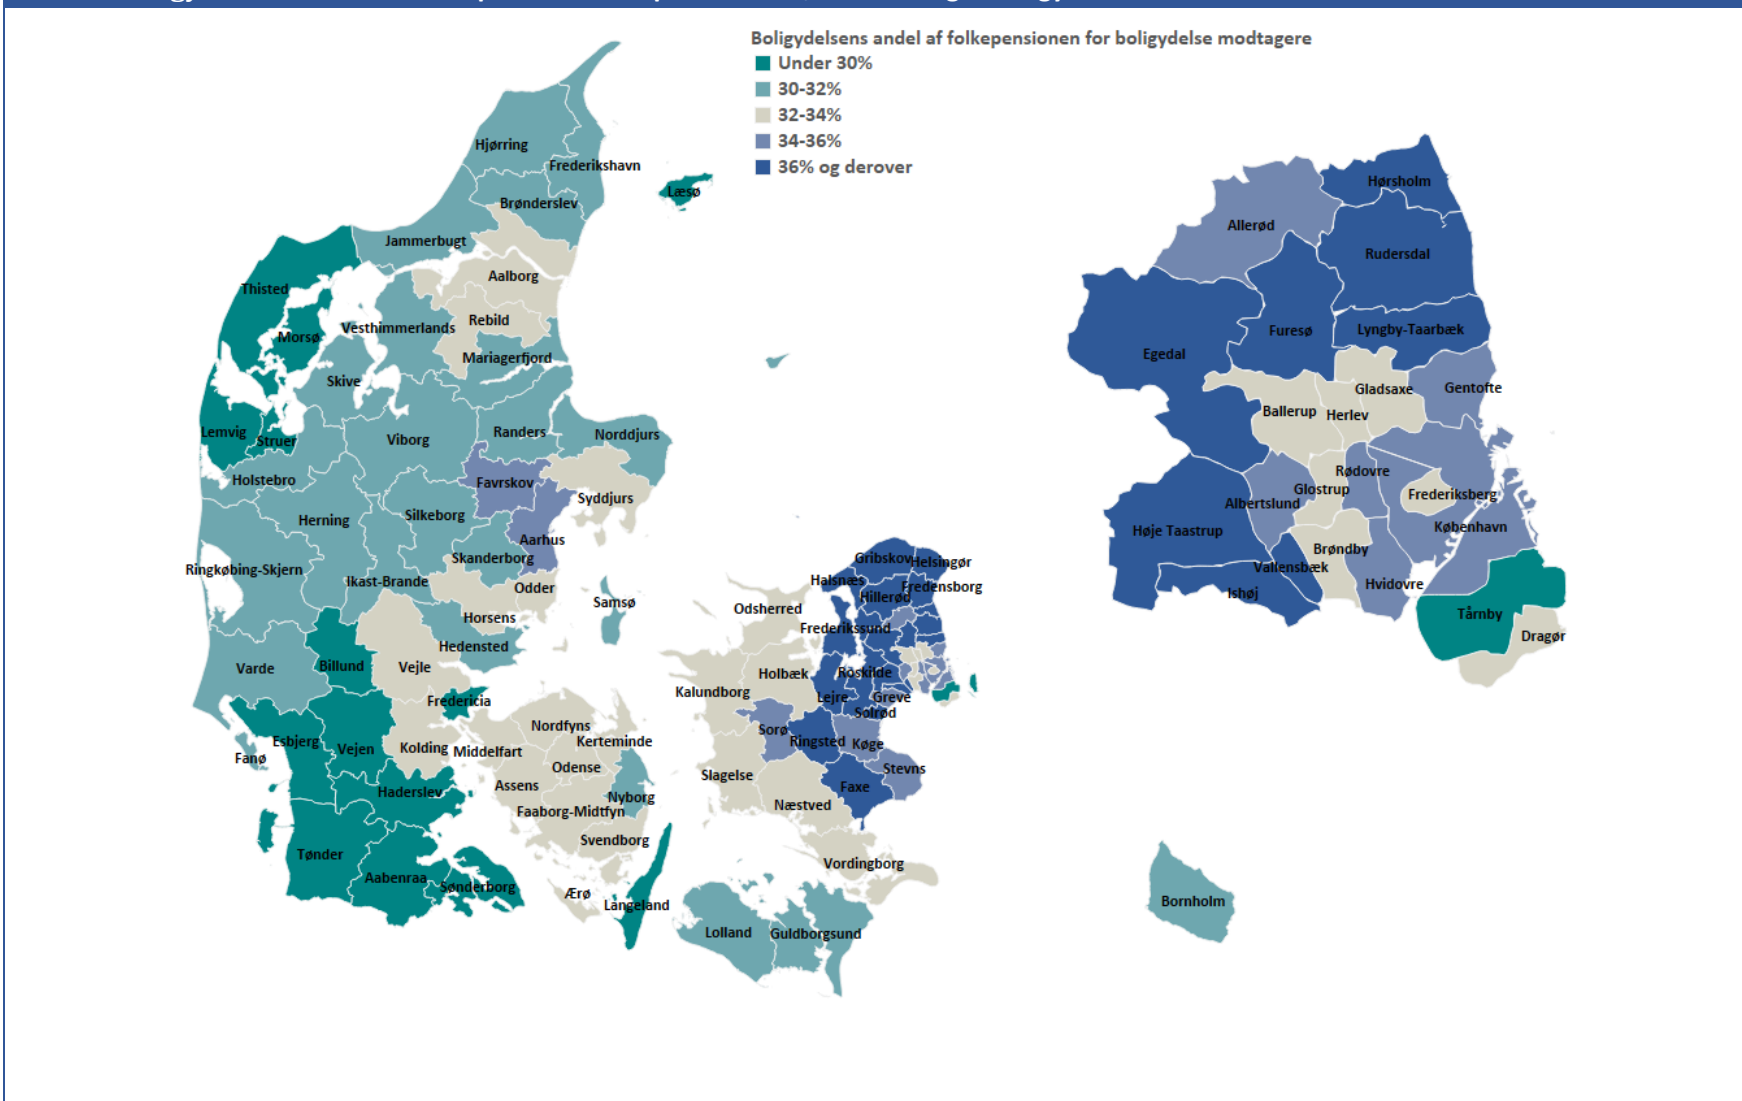 Boligydelsens andel af folkepensionen for boligydelse modtagere
Under 30%
30-32%
32-34%
34-36%
36% og derover
Hjørring
Frederikshavn
Læsø
Brønderslev
Jammerbugt
Aalborg
Thisted
Rebild
Vesthimmerlands
Morsø
Mariagerfjord
Skive
Lemvig
Struer
Viborg
Randers
Norddjurs
Holstebro
Favrskov
Syddjurs
Herning
Silkeborg
Aarhus
Skanderborg
Ringkøbing-Skjern
Ikast-Brande
Odder
Samsø
Horsens
Hedensted
Varde
Billund
Vejle
Fredericia
Esbjerg
Vejen
Kolding
Fanø
Middelfart
Nordfyns
Kerteminde
Odense
Assens
Nyborg
Haderslev
Faaborg-Midtfyn
Svendborg
Tønder
Aabenraa
Sønderborg
Ærø
Langeland
Gribskov
Helsingør
Halsnæs
Fredensborg
Hillerød
Odsherred
Frederikssund
Holbæk
Roskilde
Kalundborg
Lejre
Greve
Solrød
Sorø
Ringsted
Køge
Stevns
Slagelse
Faxe
Næstved
Vordingborg
Lolland
Guldborgsund
Hørsholm
Allerød
Rudersdal
Furesø
Lyngby-Taarbæk
Egedal
Gladsaxe
Gentofte
Ballerup
Herlev
Rødovre
Glostrup
Frederiksberg
Albertslund
København
Høje Taastrup
Brøndby
Vallensbæk
Hvidovre
Ishøj
Tårnby
Dragør
Bornholm